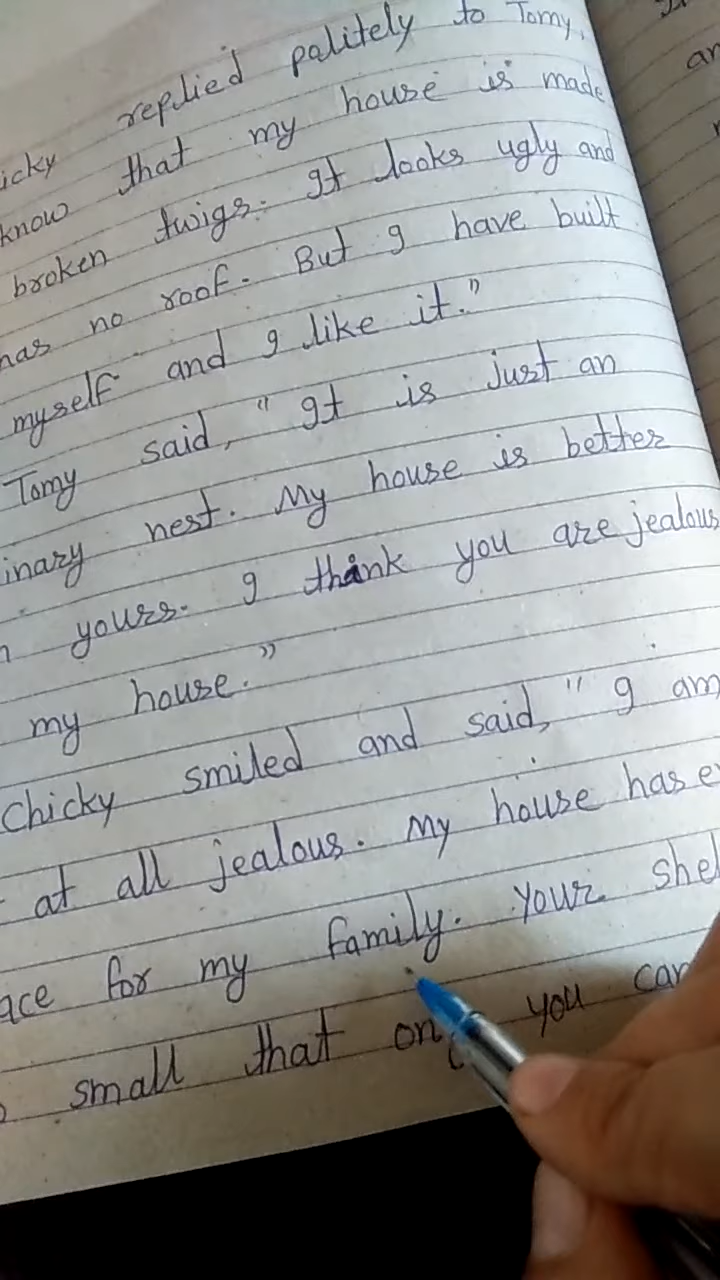 icky replied politely to Tomy,
know that my house is made
broken twigs. It looks ugly and
has no roof. But I have built
myself and I like it."
Tomy said, "It is just an
inary nest. My house is better
n yours. I think you are jealous
my house."
Chicky smiled and said, "I am
at all jealous. My house has e
ace for my family. Your shel
o small that only you can